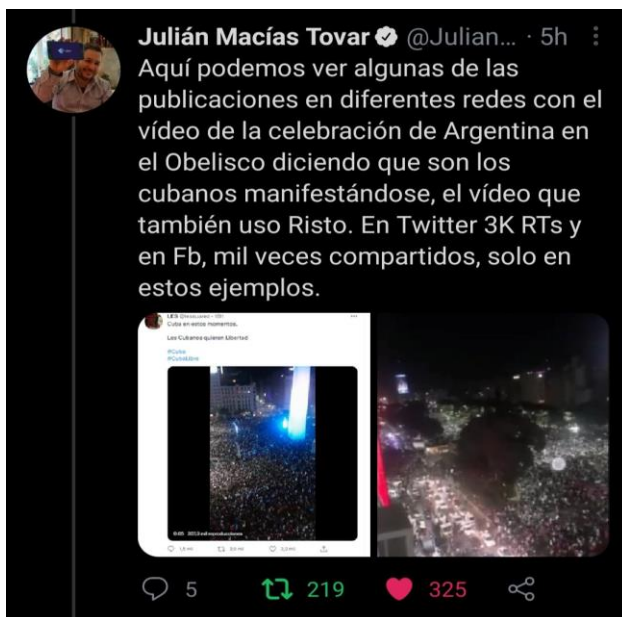 Julián Macías Tovar @Julian... · 5h
Aquí podemos ver algunas de las
publicaciones en diferentes redes con el
vídeo de la celebración de Argentina en
el Obelisco diciendo que son los
cubanos manifestándose, el vídeo que
también uso Risto. En Twitter 3K RTs y
en Fb, mil veces compartidos, solo en
estos ejemplos.
Cuba en estos momentos.
Los Cubanos quieren Libertad
#Cuba
#CubaLibre
5 219 325